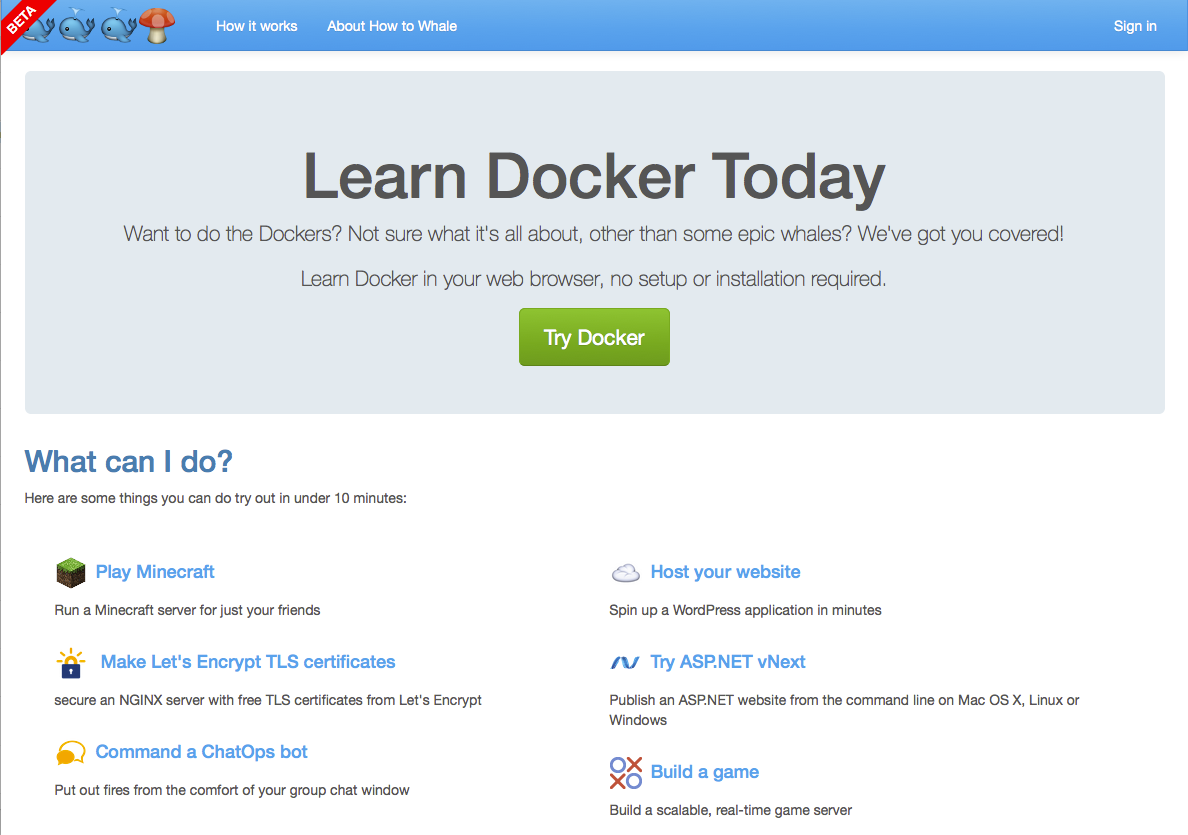 BETA
How it works
About How to Whale
Sign in
Learn Docker Today
Want to do the Dockers? Not sure what it's all about, other than some epic whales? We've got you covered!
Learn Docker in your web browser, no setup or installation required.
Try Docker
What can I do?
Here are some things you can do try out in under 10 minutes:
Play Minecraft
Run a Minecraft server for just your friends
Make Let's Encrypt TLS certificates
secure an NGINX server with free TLS certificates from Let's Encrypt
Command a ChatOps bot
Put out fires from the comfort of your group chat window
Host your website
Spin up a WordPress application in minutes
Try ASP.NET vNext
Publish an ASP.NET website from the command line on Mac OS X, Linux or
Windows
Build a game
Build a scalable, real-time game server